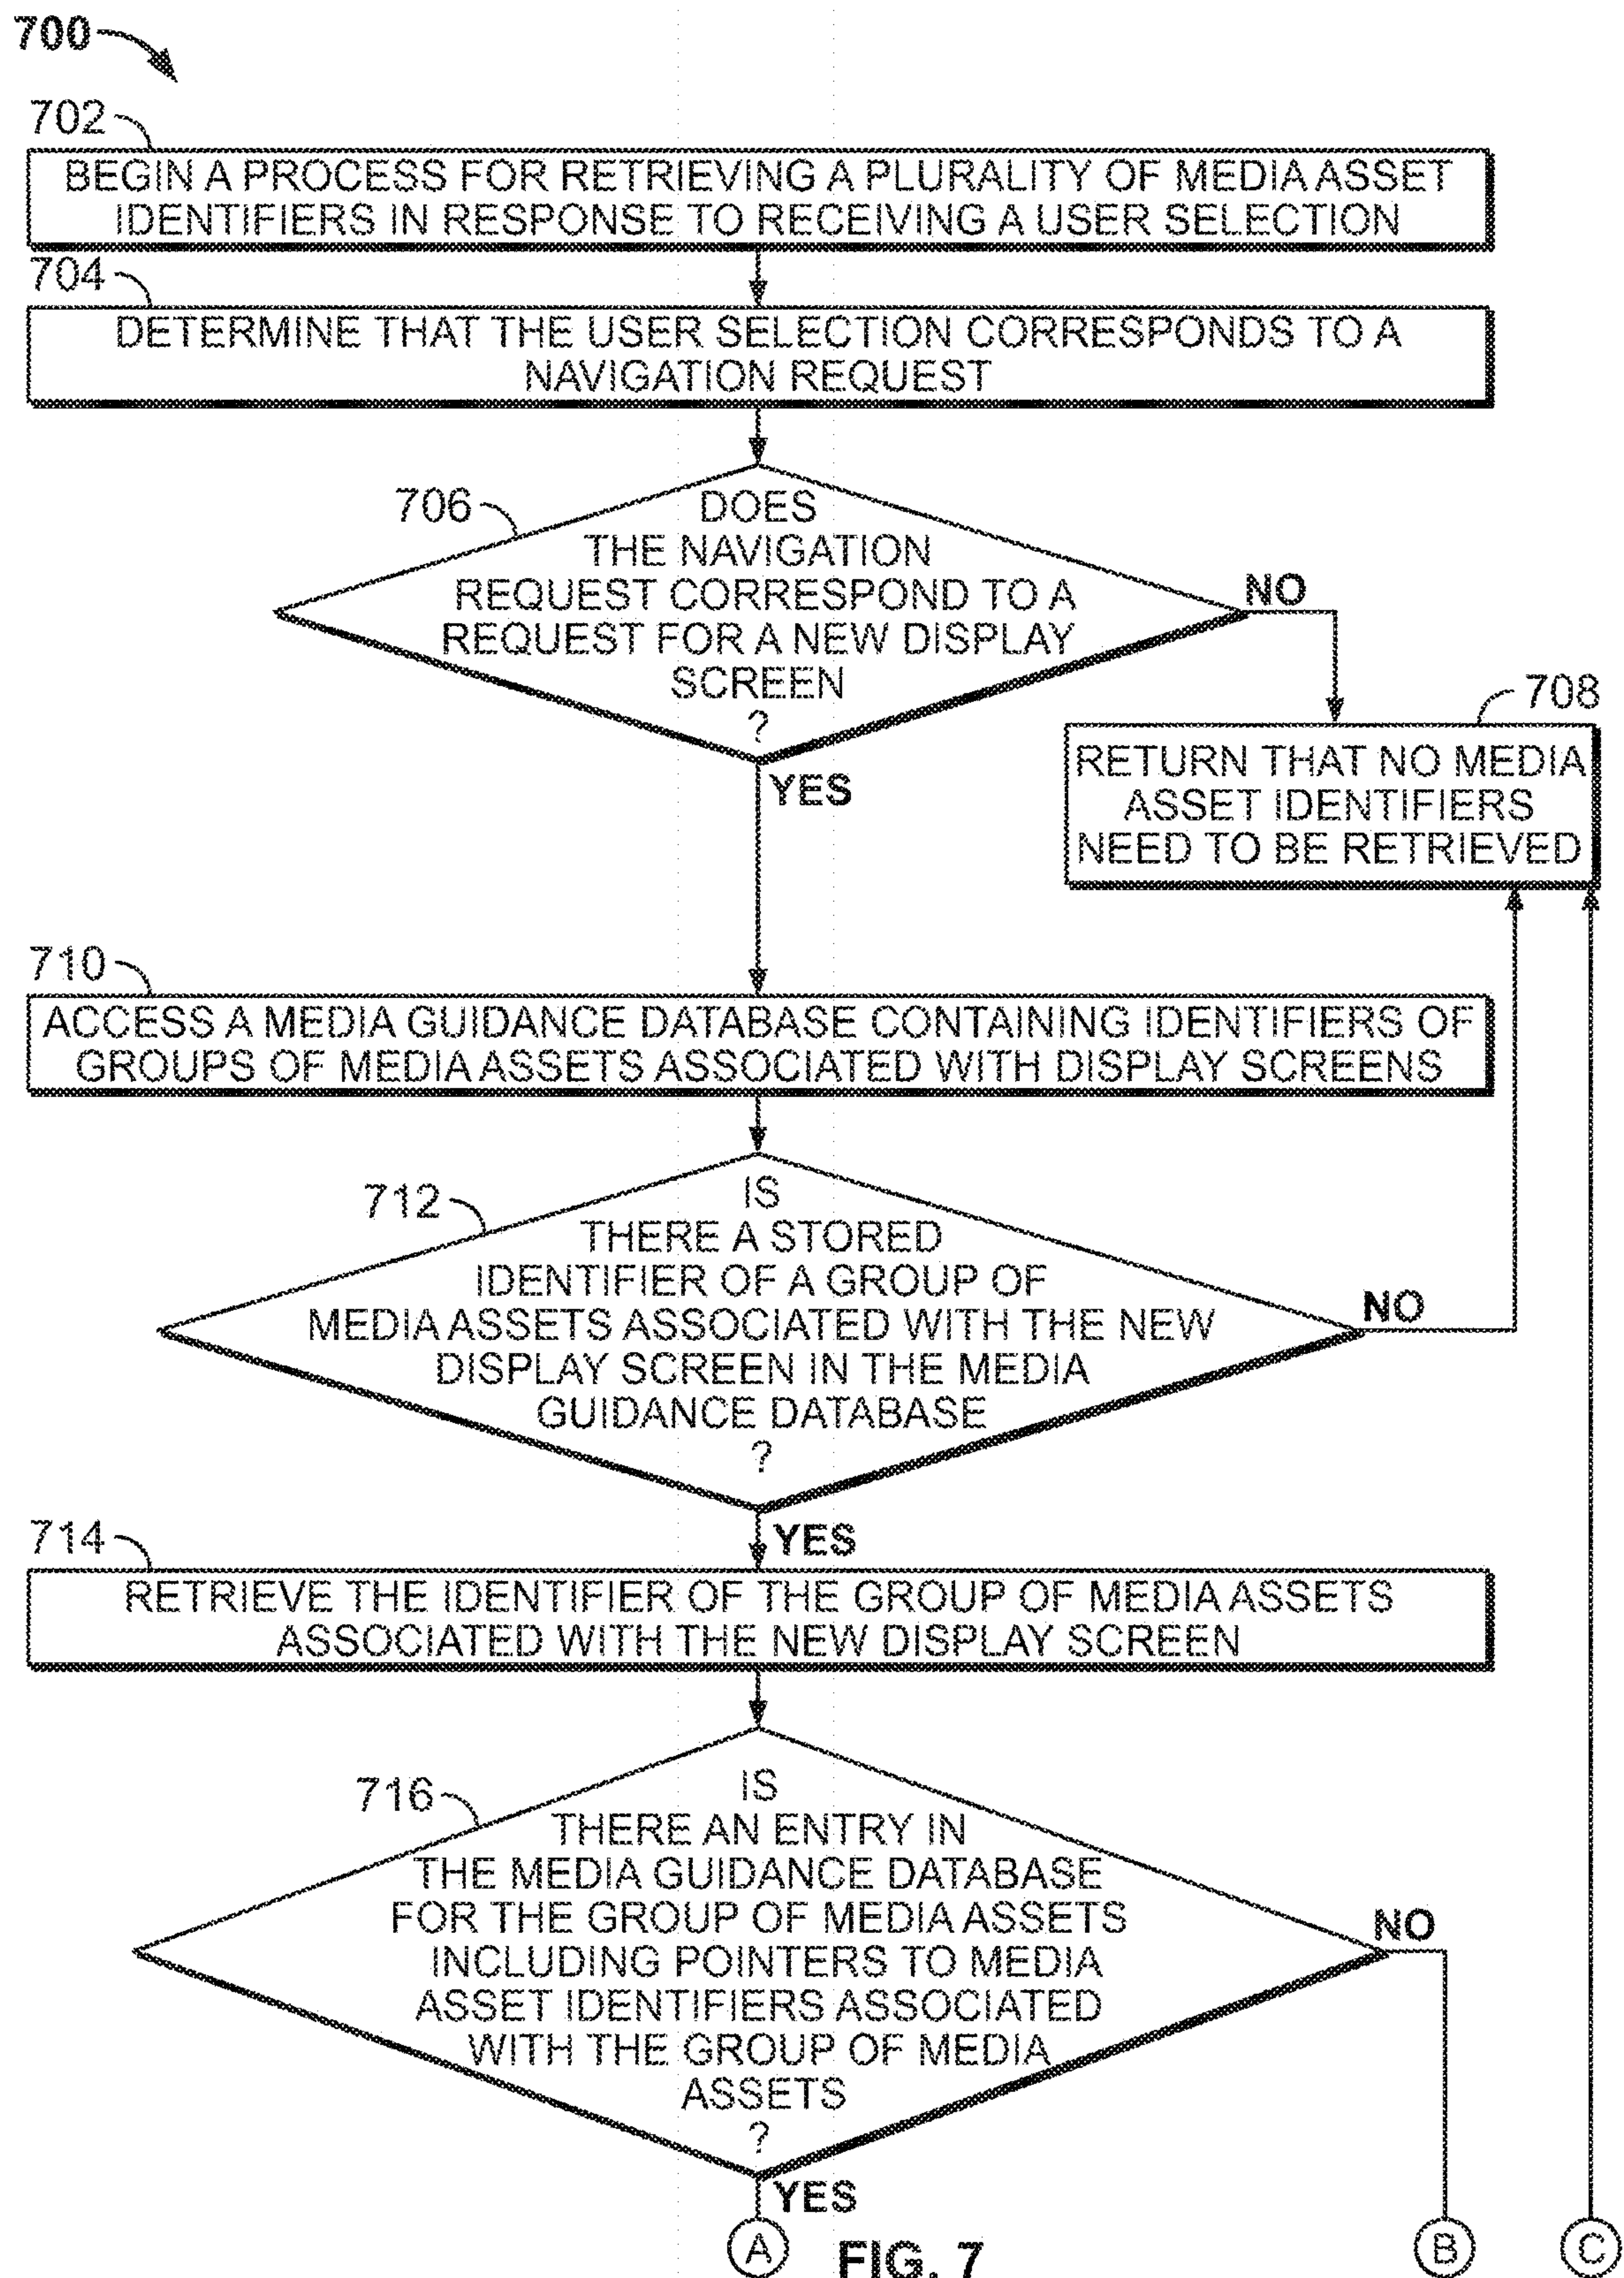 700
702
BEGIN A PROCESS FOR RETRIEVING A PLURALITY OF MEDIA ASSET
IDENTIFIERS IN RESPONSE TO RECEIVING A USER SELECTION
704
DETERMINE THAT THE USER SELECTION CORRESPONDS TO A
NAVIGATION REQUEST
706
DOES
THE NAVIGATION
REQUEST CORRESPOND TO A
REQUEST FOR A NEW DISPLAY
SCREEN
?
NO
YES
708
RETURN THAT NO MEDIA
ASSET IDENTIFIERS
NEED TO BE RETRIEVED
710
ACCESS A MEDIA GUIDANCE DATABASE CONTAINING IDENTIFIERS OF
GROUPS OF MEDIA ASSETS ASSOCIATED WITH DISPLAY SCREENS
712
IS
THERE A STORED
IDENTIFIER OF A GROUP OF
MEDIA ASSETS ASSOCIATED WITH THE NEW
DISPLAY SCREEN IN THE MEDIA
GUIDANCE DATABASE
?
NO
YES
714
RETRIEVE THE IDENTIFIER OF THE GROUP OF MEDIA ASSETS
ASSOCIATED WITH THE NEW DISPLAY SCREEN
716
IS
THERE AN ENTRY IN
THE MEDIA GUIDANCE DATABASE
FOR THE GROUP OF MEDIA ASSETS
INCLUDING POINTERS TO MEDIA
ASSET IDENTIFIERS ASSOCIATED
WITH THE GROUP OF MEDIA
ASSETS
?
NO
YES
A
B
C
FIG. 7